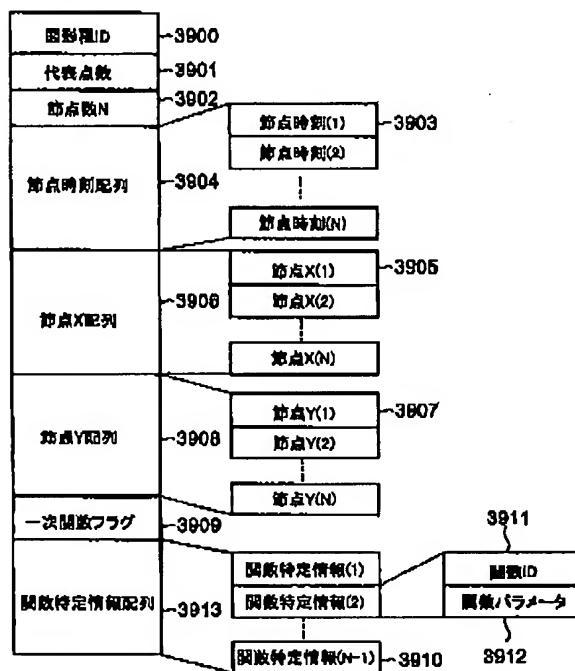 図形種ID
3900
代表点数
3901
節点数N
3902
節点時刻配列
3904
節点時刻(1)
3903
節点時刻(2)
節点時刻(N)
節点X配列
3906
節点X(1)
3905
節点X(2)
節点X(N)
節点Y配列
3908
節点Y(1)
3907
節点Y(2)
節点Y(N)
一次関数フラグ
3909
関数特定情報配列
3913
関数特定情報(1)
関数特定情報(2)
関数特定情報(N-1)
3910
3911
関数ID
関数パラメータ
3912